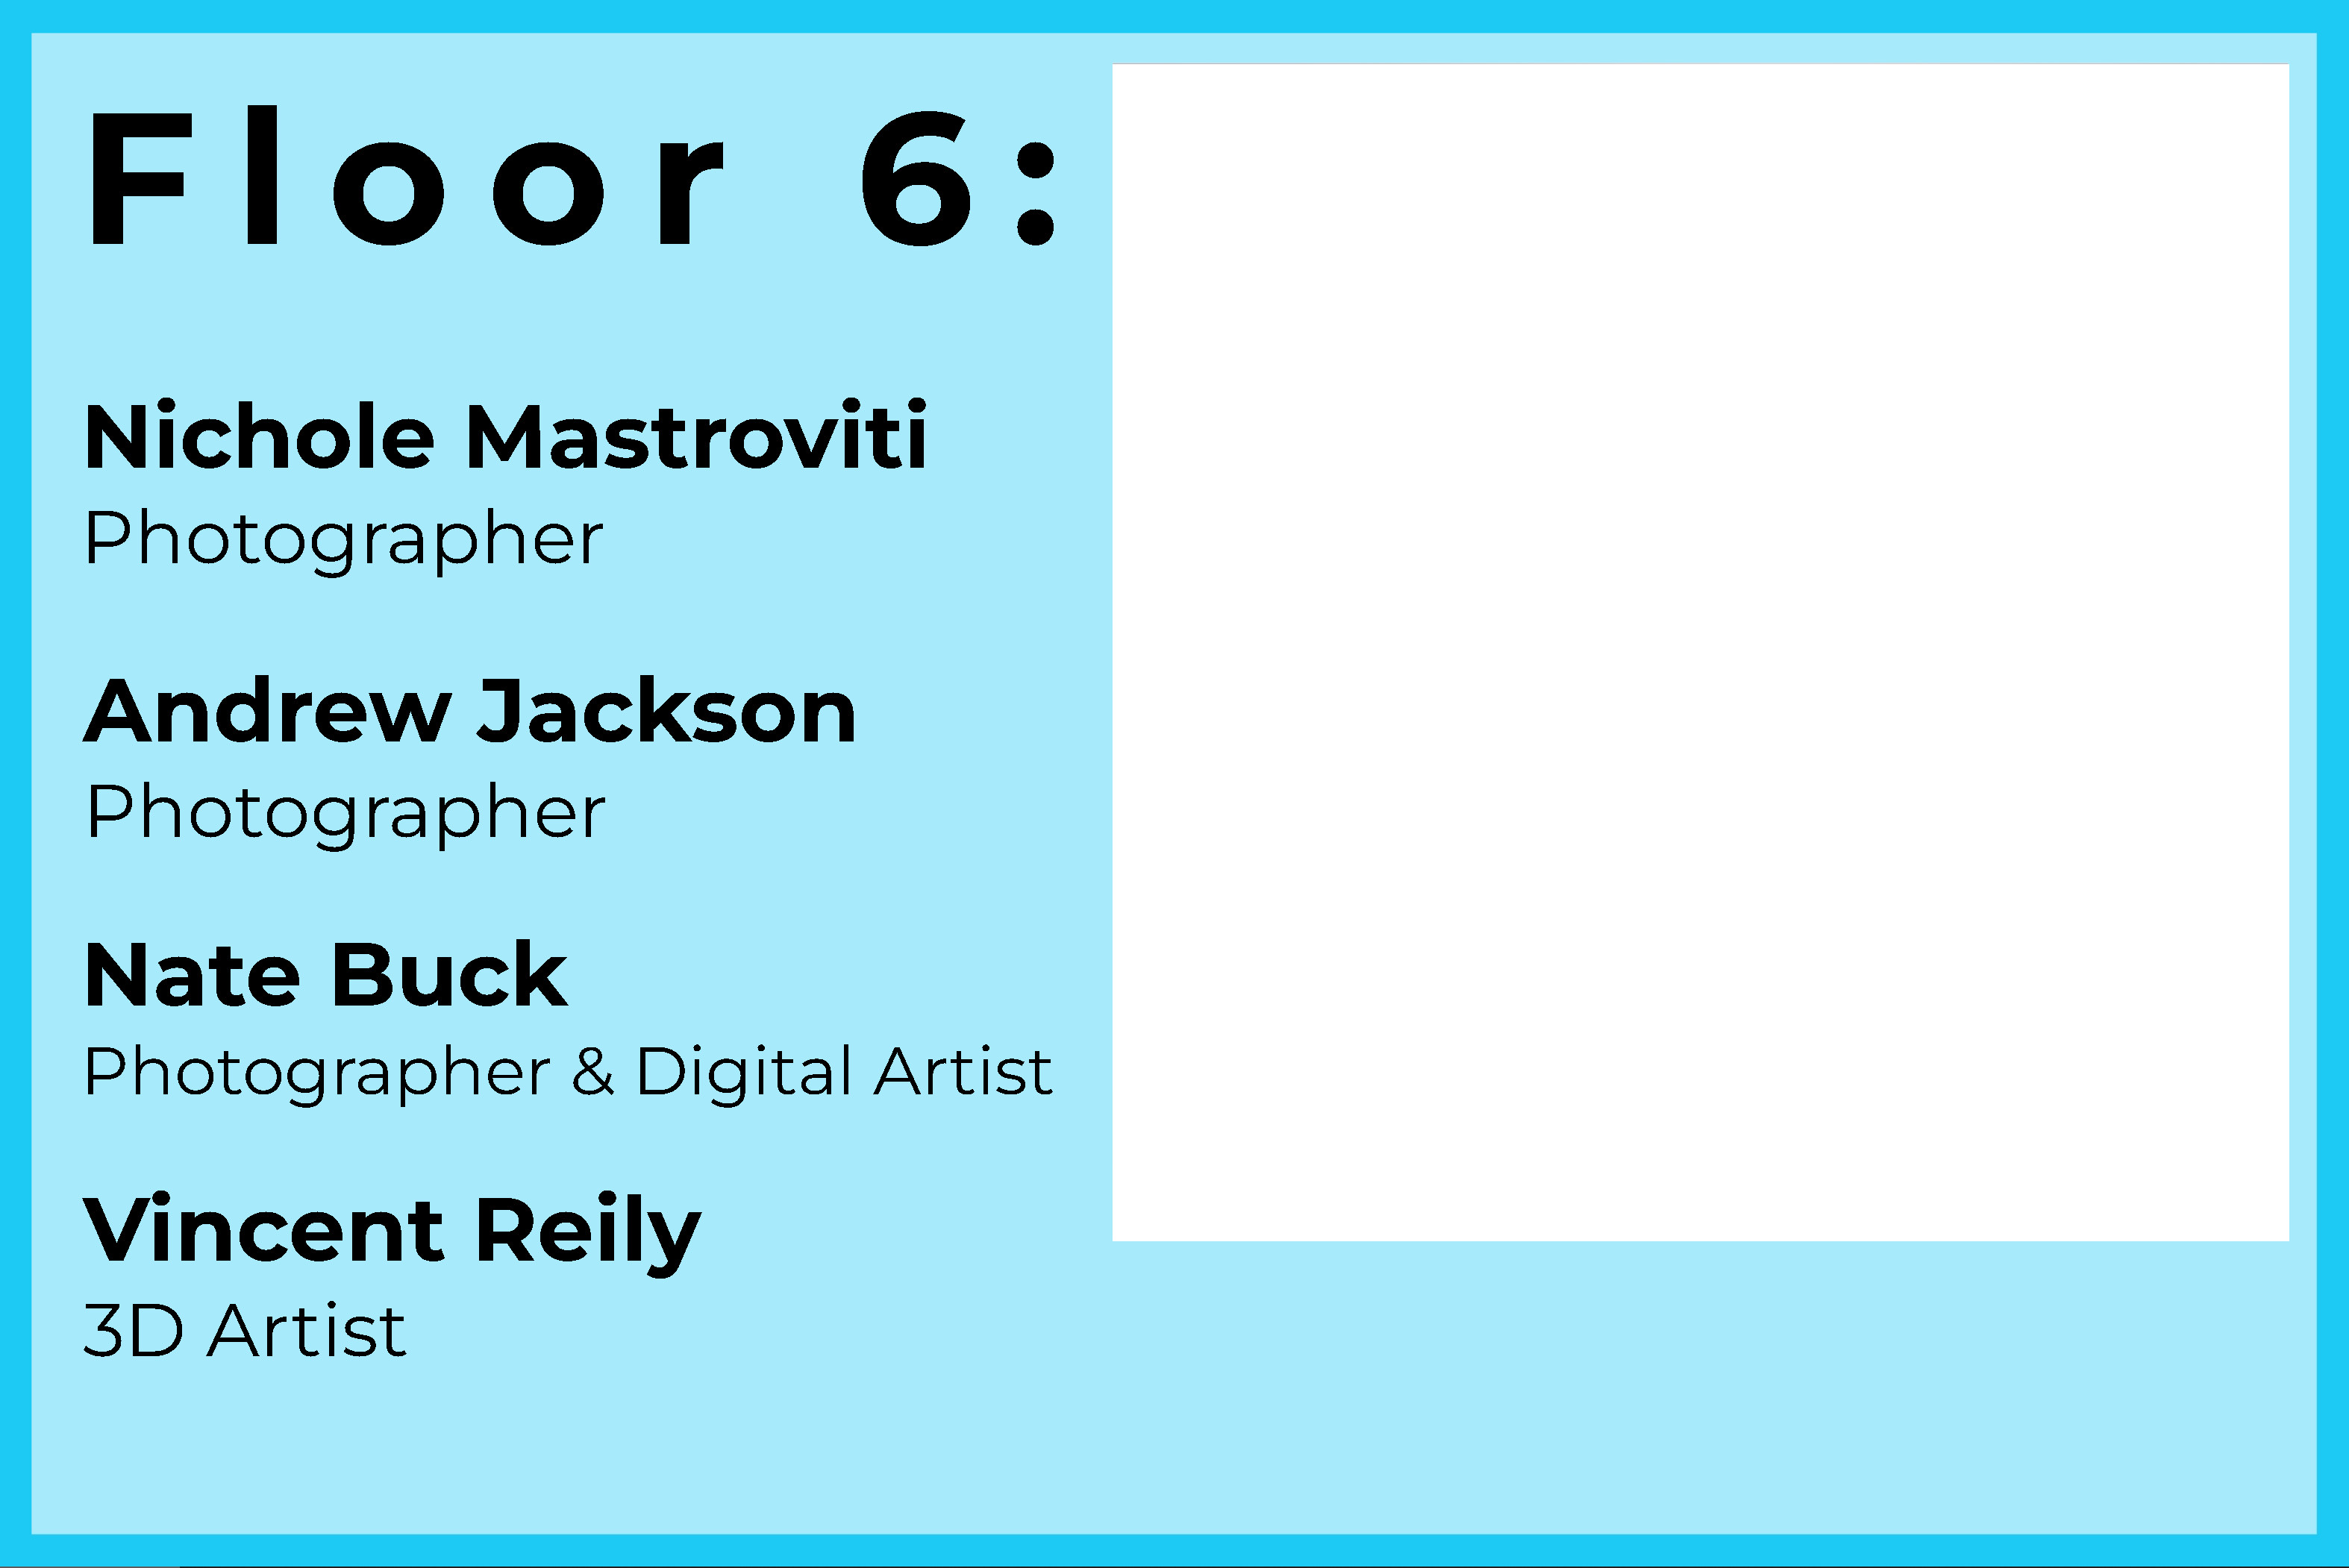 Floor 6:
Nichole Mastroviti
Photographer
Andrew Jackson
Photographer
Nate Buck
Photographer & Digital Artist
Vincent Reily
3D Artist